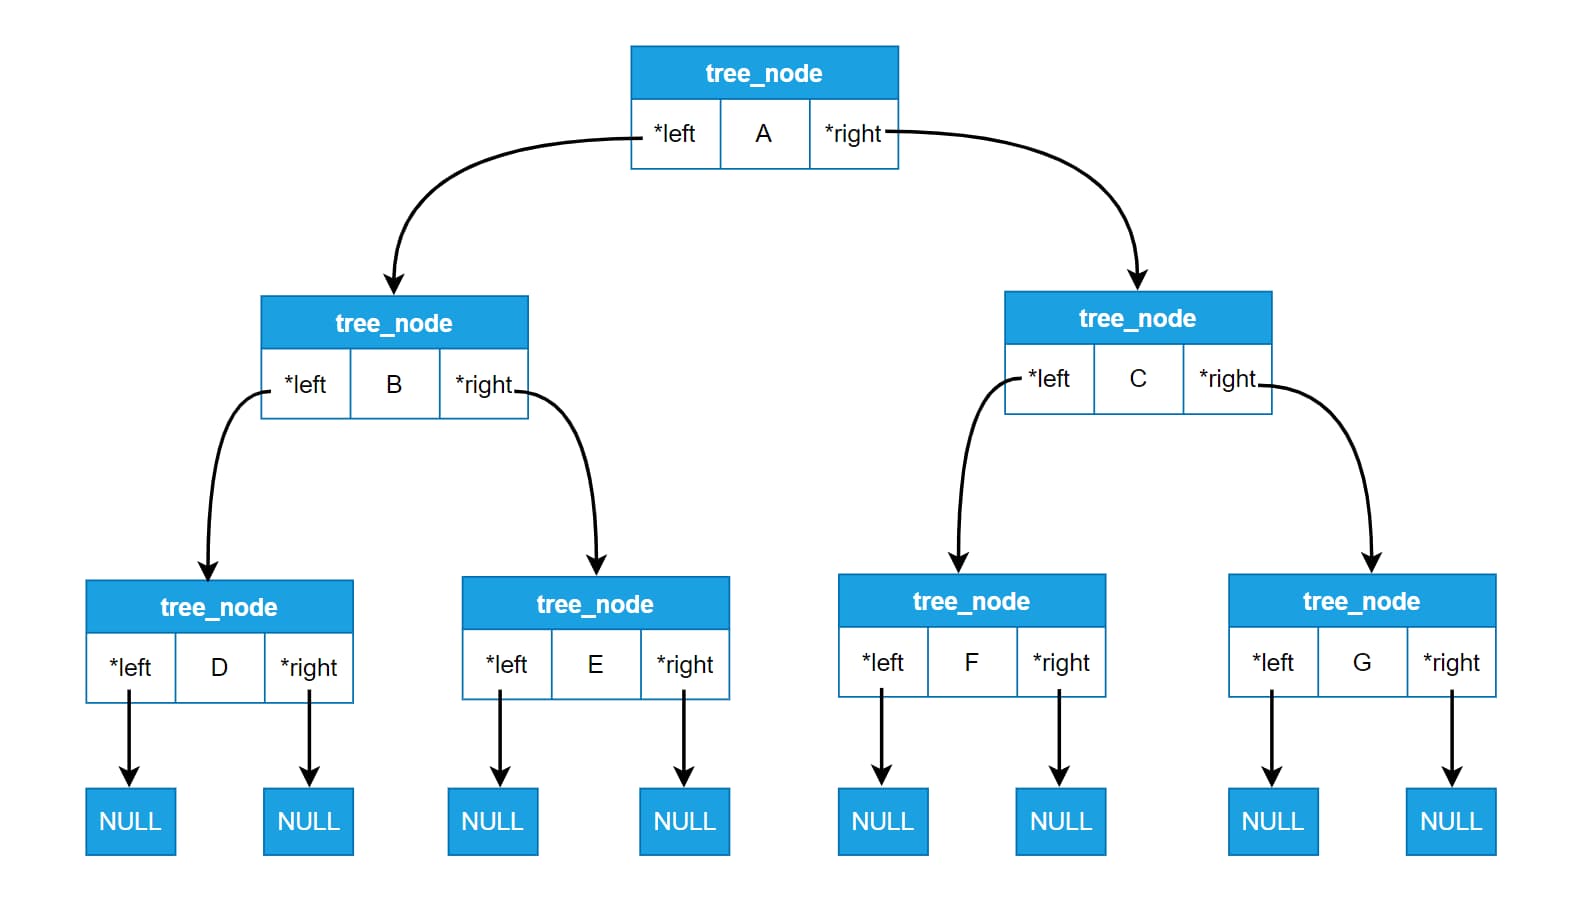 tree_node
*left A *right
tree_node
*left B *right
tree_node
*left C *right
tree_node
*left D *right
tree_node
*left E *right
tree_node
*left F *right
tree_node
*left G *right
NULL NULL NULL NULL NULL NULL NULL NULL